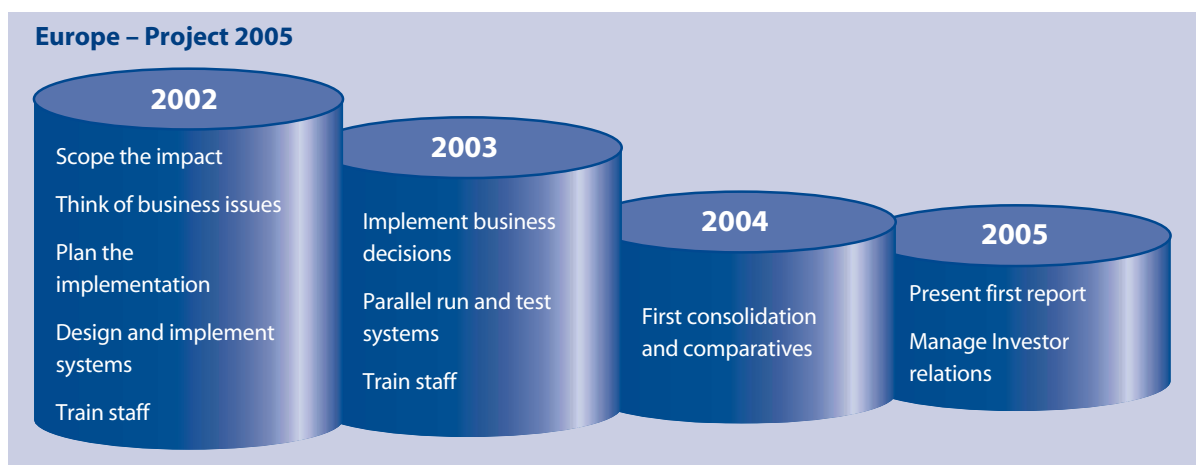 Europe – Project 2005
2002
Scope the impact
Think of business issues
Plan the
implementation
Design and implement
systems
Train staff
2003
Implement business
decisions
Parallel run and test
systems
Train staff
2004
First consolidation
and comparatives
2005
Present first report
Manage Investor
relations